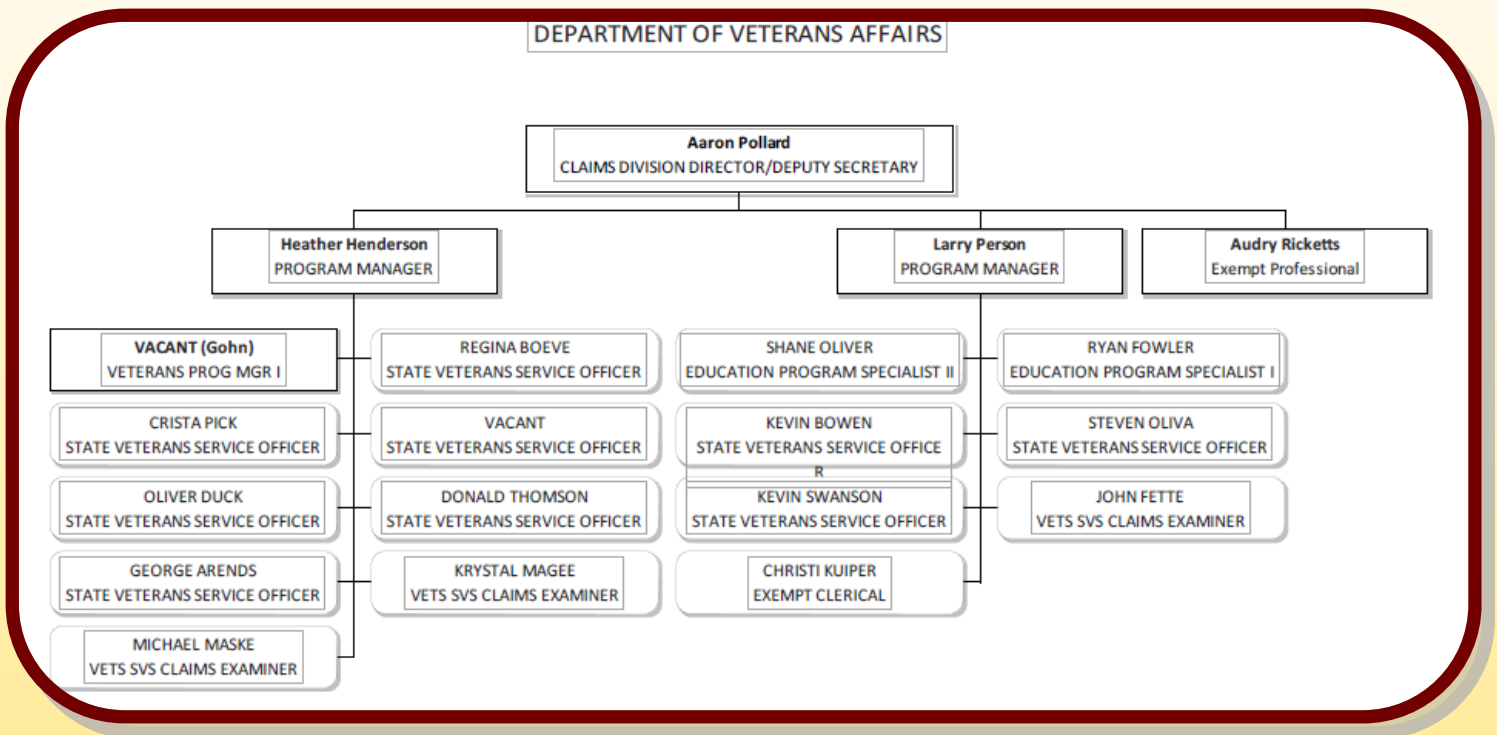 DEPARTMENT OF VETERANS AFFAIRS
Aaron Pollard
CLAIMS DIVISION DIRECTOR/DEPUTY SECRETARY
Heather Henderson
PROGRAM MANAGER
Larry Person
PROGRAM MANAGER
Audry Ricketts
Exempt Professional
VACANT (Gohn)
VETERANS PROG MGR I
REGINA BOEVE
STATE VETERANS SERVICE OFFICER
SHANE OLIVER
EDUCATION PROGRAM SPECIALIST II
RYAN FOWLER
EDUCATION PROGRAM SPECIALIST I
CRISTA PICK
STATE VETERANS SERVICE OFFICER
VACANT
STATE VETERANS SERVICE OFFICER
KEVIN BOWEN
STATE VETERANS SERVICE OFFICE
R
STEVEN OLIVA
STATE VETERANS SERVICE OFFICER
OLIVER DUCK
STATE VETERANS SERVICE OFFICER
DONALD THOMSON
STATE VETERANS SERVICE OFFICER
KEVIN SWANSON
STATE VETERANS SERVICE OFFICER
JOHN FETTE
VETS SVS CLAIMS EXAMINER
GEORGE ARENDS
STATE VETERANS SERVICE OFFICER
KRYSTAL MAGEE
VETS SVS CLAIMS EXAMINER
CHRISTI KUIPER
EXEMPT CLERICAL
MICHAEL MASKE
VETS SVS CLAIMS EXAMINER